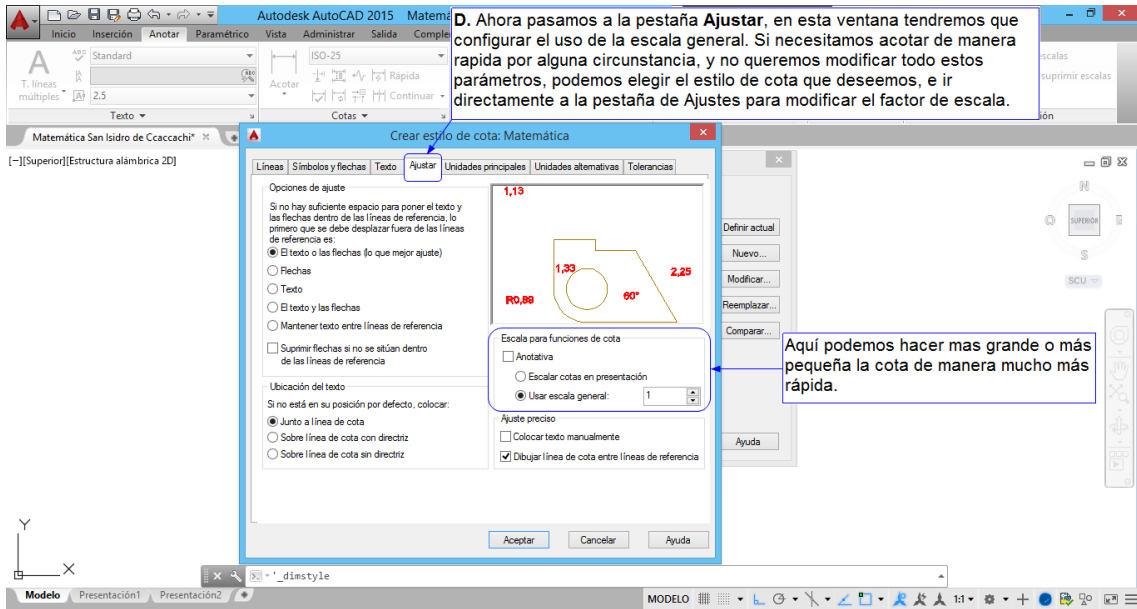 Autodesk AutoCAD 2015 Matemá
D. Ahora pasamos a la pestaña Ajustar, en esta ventana tendremos que
configurar el uso de la escala general. Si necesitamos acotar de manera
rapida por alguna circunstancia, y no queremos modificar todo estos
parámetros, podemos elegir el estilo de cota que deseemos, e ir
directamente a la pestaña de Ajustes para modificar el factor de escala.
Inicio Inserción Anotar Paramétrico Vista Administrar Salida Comple
A
T. líneas
múltiples
ABC Standard
2.5
Texto
Acotar
ISO-25
Rápida
Continuar
Cotas
escalas
suprimir escalas
ión
Matemática San Isidro de Ccaccachi*
[−][Superior][Estructura alámbrica 2D]
Crear estilo de cota: Matemática
Líneas Símbolos y flechas Texto Ajustar Unidades principales Unidades alternativas Tolerancias
Opciones de ajuste
Si no hay suficiente espacio para poner el texto y
las flechas dentro de las líneas de referencia, lo
primero que se debe desplazar fuera de las líneas
de referencia es:
El texto o las flechas (lo que mejor ajuste)
Flechas
Texto
El texto y las flechas
Mantener texto entre líneas de referencia
Suprimir flechas si no se sitúan dentro
de las líneas de referencia
Ubicación del texto
Si no está en su posición por defecto, colocar:
Junto a línea de cota
Sobre línea de cota con directriz
Sobre línea de cota sin directriz
1,13
1,33
2,25
R0,89
60°
Escala para funciones de cota
Anotativa
Escalar cotas en presentación
Usar escala general: 1
Ajuste preciso
Colocar texto manualmente
Dibujar línea de cota entre líneas de referencia
Aceptar Cancelar Ayuda
Definir actual
Nuevo...
Modificar...
Reemplazar...
Comparar...
Ayuda
Aquí podemos hacer mas grande o más
pequeña la cota de manera mucho más
rápida.
N
O SUPERIOR E
S
SCU
Y
X
'_dimstyle
Modelo Presentación1 Presentación2
MODELO 1:1